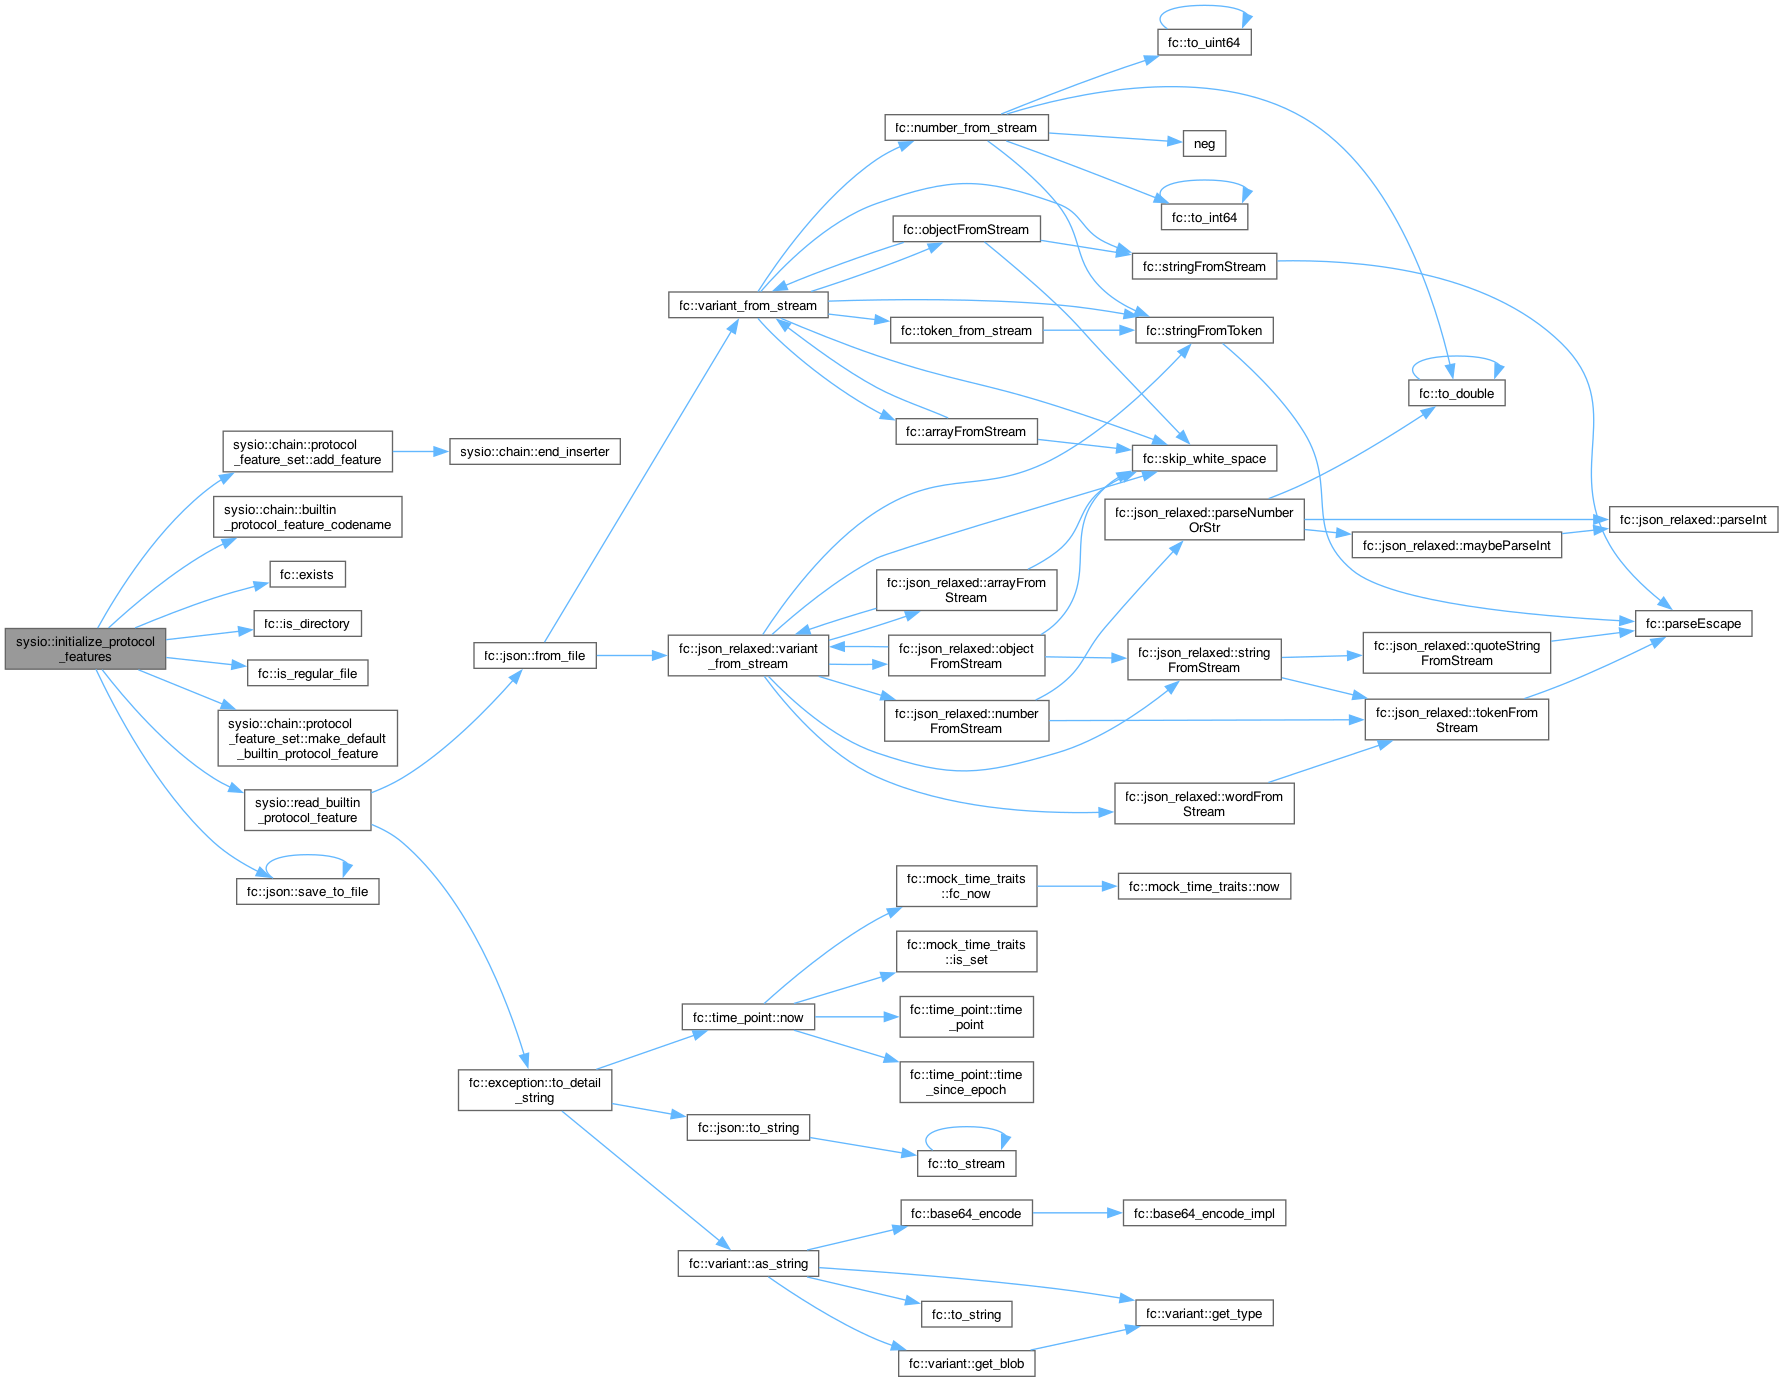 sysio::initialize_protocol
_features
sysio::chain::protocol
_feature_set::add_feature
sysio::chain::end_inserter
sysio::chain::builtin
_protocol_feature_codename
fc::exists
fc::is_directory
fc::is_regular_file
sysio::chain::protocol
_feature_set::make_default
_builtin_protocol_feature
sysio::read_builtin
_protocol_feature
fc::json::save_to_file
fc::json::from_file
fc::variant_from_stream
fc::number_from_stream
fc::to_uint64
neg
fc::to_int64
fc::objectFromStream
fc::stringFromStream
fc::token_from_stream
fc::stringFromToken
fc::to_double
fc::arrayFromStream
fc::skip_white_space
fc::json_relaxed::parseNumber
OrStr
fc::json_relaxed::parseInt
fc::json_relaxed::maybeParseInt
fc::json_relaxed::arrayFrom
Stream
fc::parseEscape
fc::json_relaxed::variant
_from_stream
fc::json_relaxed::object
FromStream
fc::json_relaxed::string
FromStream
fc::json_relaxed::quoteString
FromStream
fc::json_relaxed::number
FromStream
fc::json_relaxed::tokenFrom
Stream
fc::json_relaxed::wordFrom
Stream
fc::mock_time_traits
::fc_now
fc::mock_time_traits::now
fc::mock_time_traits
::is_set
fc::time_point::now
fc::time_point::time
_point
fc::time_point::time
_since_epoch
fc::exception::to_detail
_string
fc::json::to_string
fc::to_stream
fc::base64_encode
fc::base64_encode_impl
fc::variant::as_string
fc::to_string
fc::variant::get_type
fc::variant::get_blob